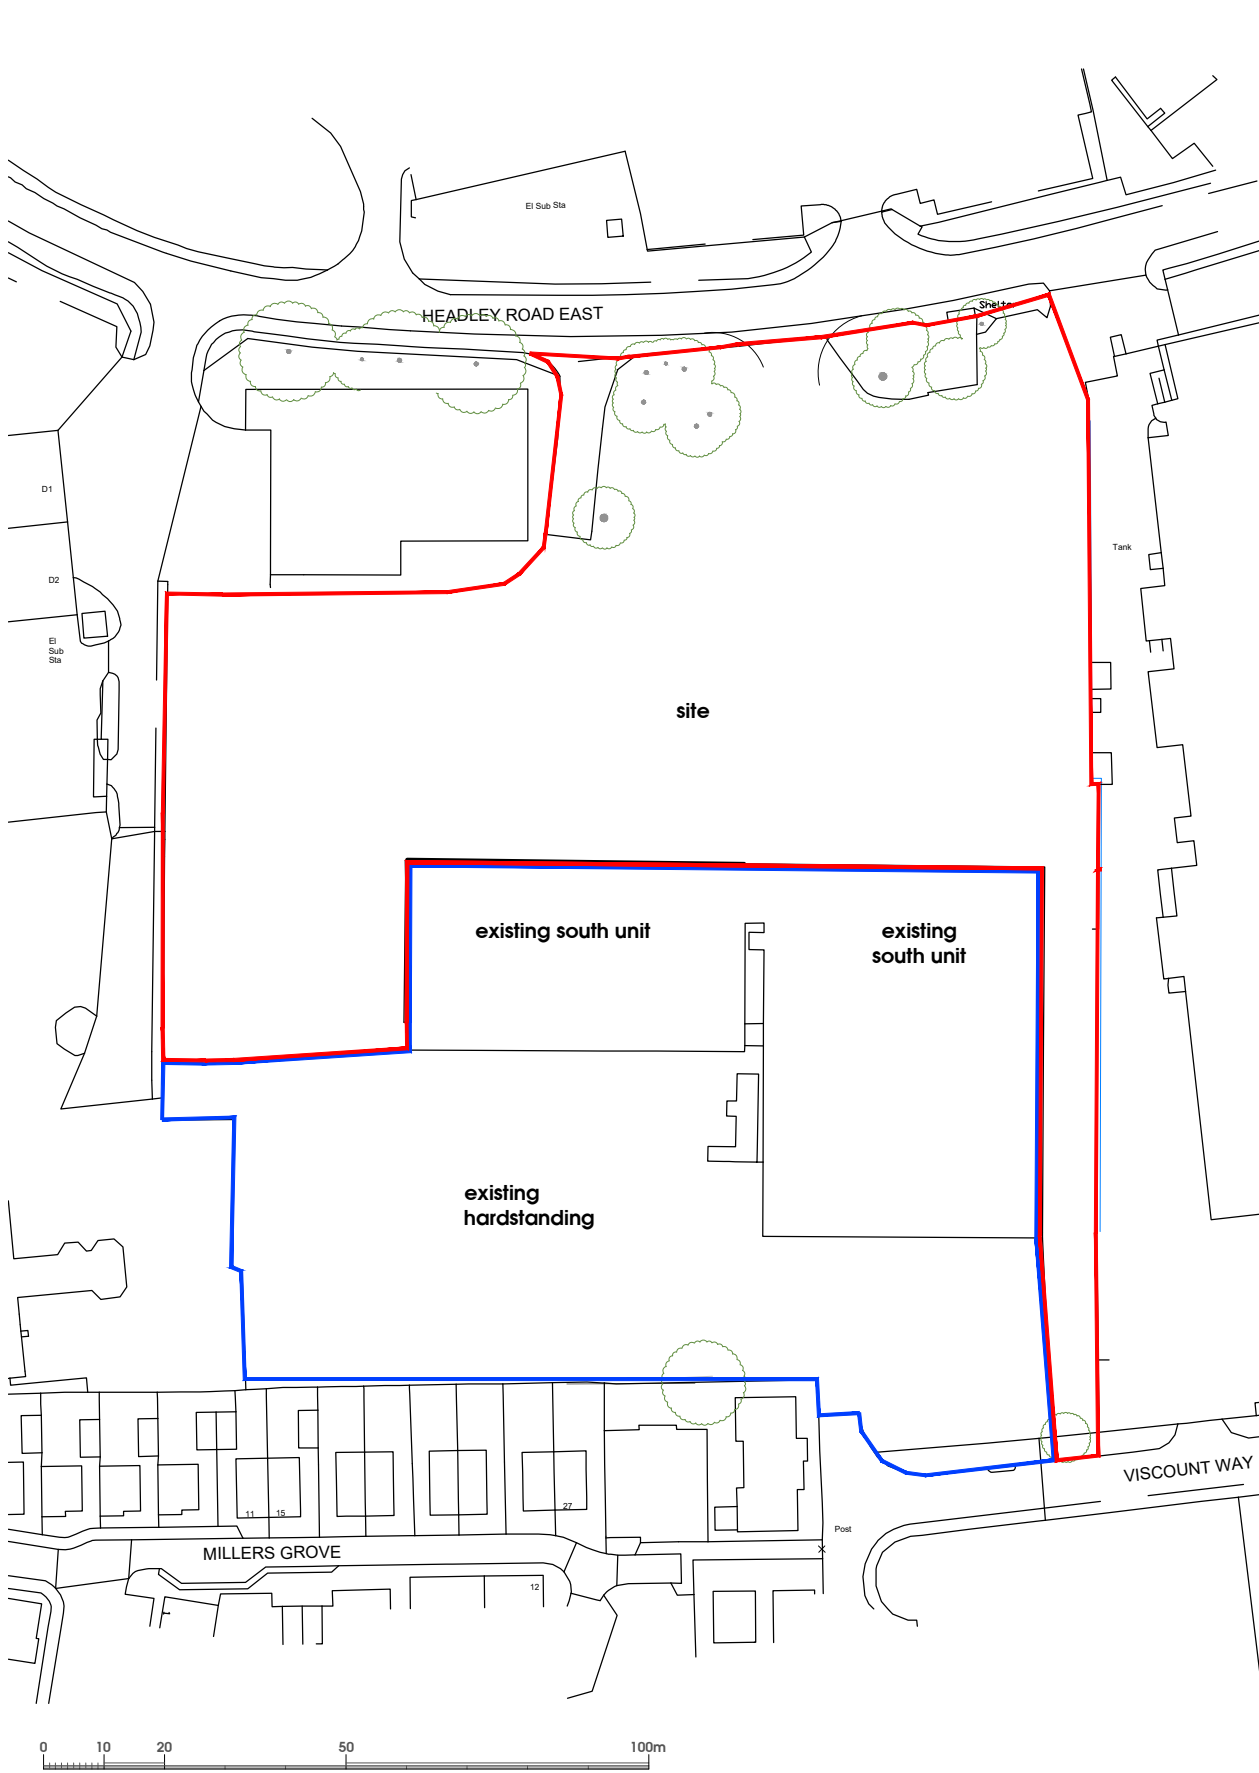 El Sub Sta
Shelter
HEADLEY ROAD EAST
D1
Tank
D2
El
Sub
Sta
site
existing south unit
existing
south unit
existing
hardstanding
VISCOUNT WAY
27
11
15
Post
MILLERS GROVE
12
0
10
20
50
100m